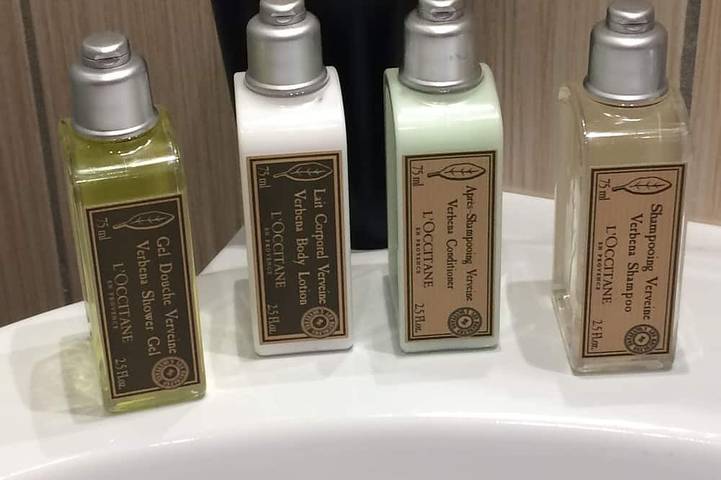 75 ml
Gel Douche Verveine
Verbena Shower Gel
L'OCCITANE
EN PROVENCE
2.5 Fl.oz.
75 ml
Lait Corporel Verveine
Verbena Body Lotion
L'OCCITANE
EN PROVENCE
2.5 Fl.oz.
75 ml
Après-Shampooing Verveine
Verbena Conditioner
L'OCCITANE
EN PROVENCE
2.5 Fl.oz.
75 ml
Shampooing Verveine
Verbena Shampoo
L'OCCITANE
EN PROVENCE
2.5 Fl.oz.